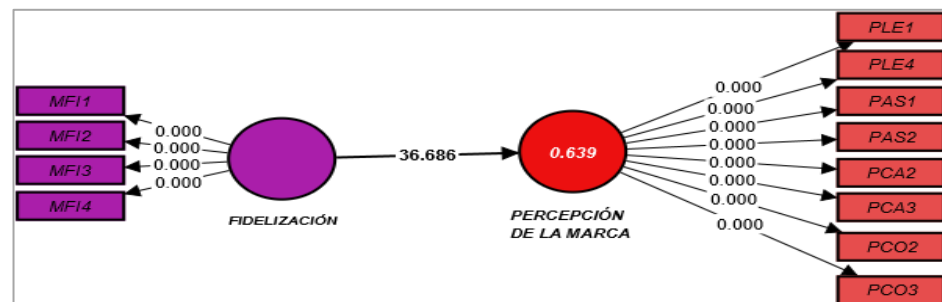 MFI1
MFI2
MFI3
MFI4
0.000
0.000
0.000
0.000
FIDELIZACIÓN
36.686
0.639
PERCEPCIÓN
DE LA MARCA
0.000
0.000
0.000
0.000
0.000
0.000
0.000
0.000
PLE1
PLE4
PAS1
PAS2
PCA2
PCA3
PCO2
PCO3